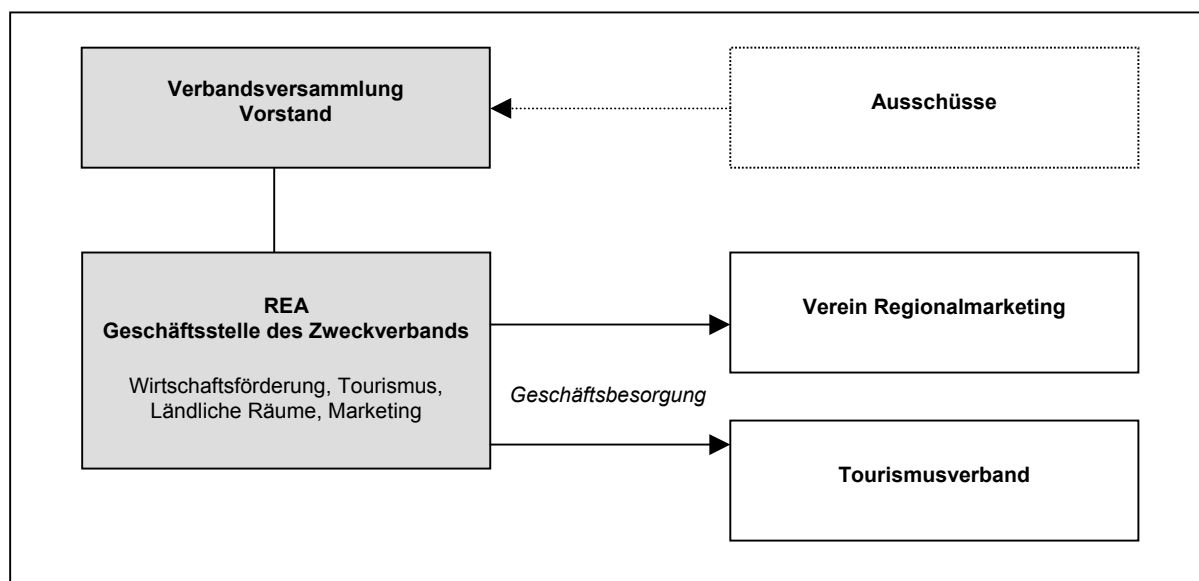 Verbandsversammlung
Vorstand
Ausschüsse
REA
Geschäftsstelle des Zweckverbands
Wirtschaftsförderung, Tourismus,
Ländliche Räume, Marketing
Geschäftsbesorgung
Verein Regionalmarketing
Tourismusverband